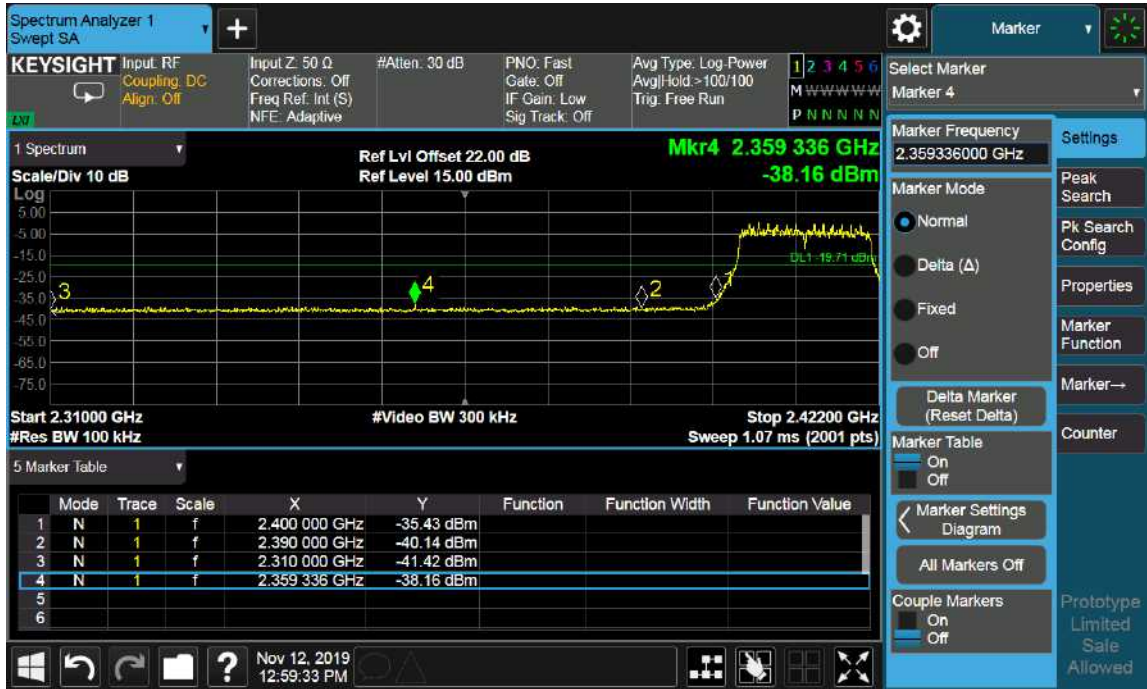 Spectrum Analyzer 1
Swept SA
+
Marker
KEYSIGHT
Input: RF
Coupling: DC
Align: Off
Input Z: 50 Ω
Corrections: Off
Freq Ref: Int (S)
NFE: Adaptive
#Atten: 30 dB
PNO: Fast
Gate: Off
IF Gain: Low
Sig Track: Off
Avg Type: Log-Power
Avg|Hold:>100/100
Trig: Free Run
1 2 3 4 5 6
M W W W W W
P N N N N N
LXI
Select Marker
Marker 4
1 Spectrum
Scale/Div 10 dB
Ref Lvl Offset 22.00 dB
Ref Level 15.00 dBm
Mkr4 2.359 336 GHz
-38.16 dBm
Log
5.00
-5.00
-15.0
-25.0
-35.0
-45.0
-55.0
-65.0
-75.0
DL1 -19.71 dBm
3
4
2
Start 2.31000 GHz
#Video BW 300 kHz
Stop 2.42200 GHz
#Res BW 100 kHz
Sweep 1.07 ms (2001 pts)
5 Marker Table
Mode Trace Scale X Y Function Function Width Function Value
1 N 1 f 2.400 000 GHz -35.43 dBm
2 N 1 f 2.390 000 GHz -40.14 dBm
3 N 1 f 2.310 000 GHz -41.42 dBm
4 N 1 f 2.359 336 GHz -38.16 dBm
5
6
Marker Frequency
2.359336000 GHz
Marker Mode
Normal
Delta (Δ)
Fixed
Off
Delta Marker
(Reset Delta)
Marker Table
On
Off
Marker Settings
Diagram
All Markers Off
Couple Markers
On
Off
Settings
Peak
Search
Pk Search
Config
Properties
Marker
Function
Marker→
Counter
Prototype
Limited
Sale
Allowed
?
Nov 12, 2019
12:59:33 PM